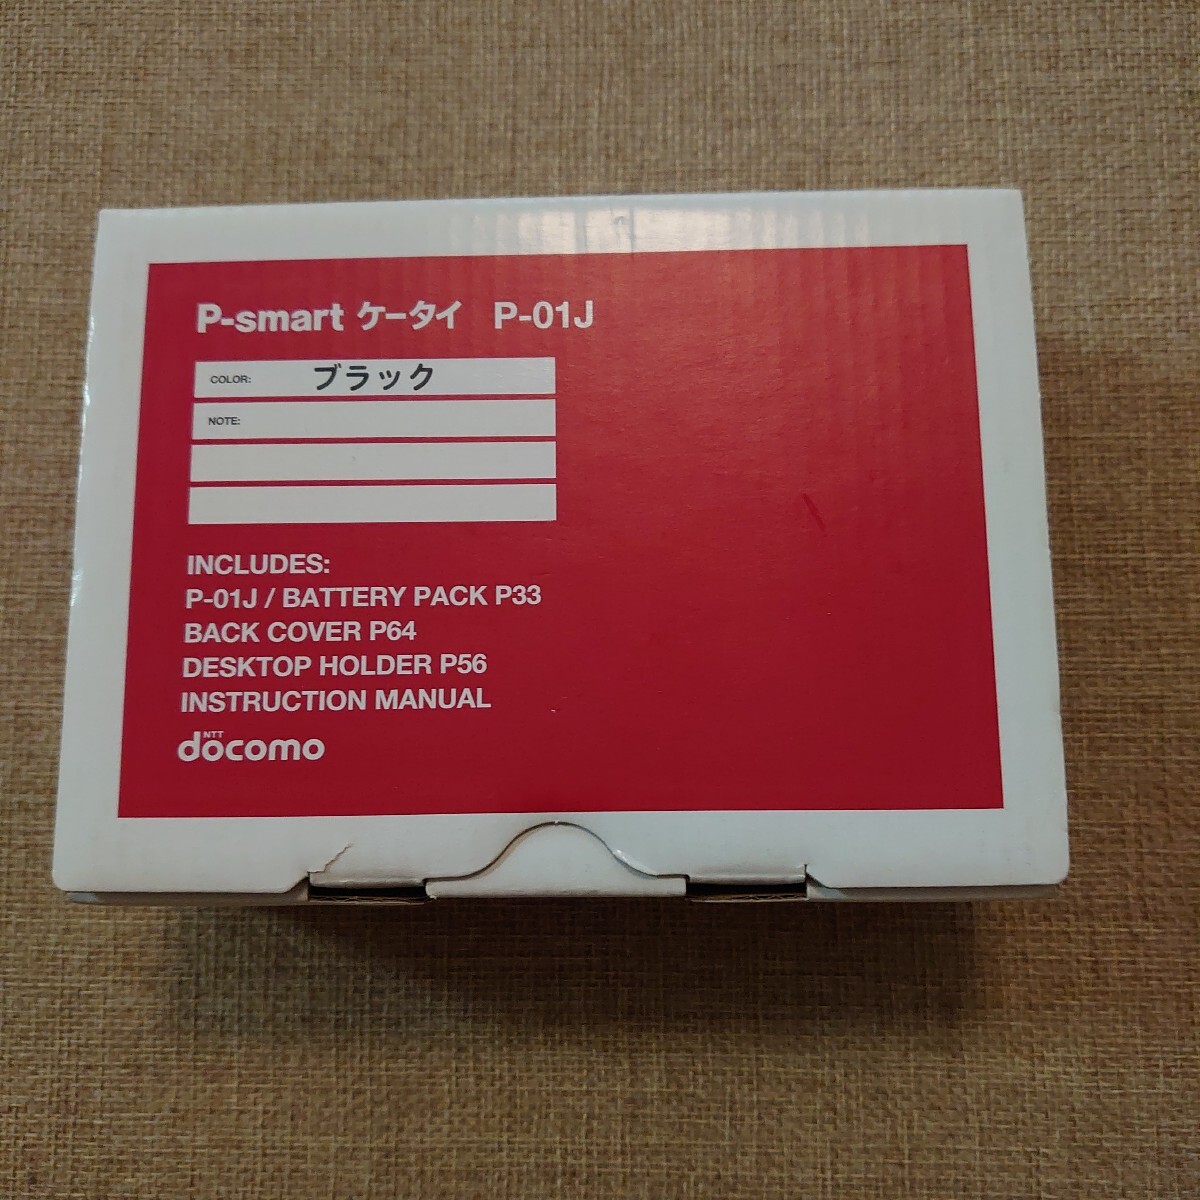 P-smart ケータイ P-01J
COLOR: ブラック
NOTE:
INCLUDES:
P-01J / BATTERY PACK P33
BACK COVER P64
DESKTOP HOLDER P56
INSTRUCTION MANUAL
NTT
docomo